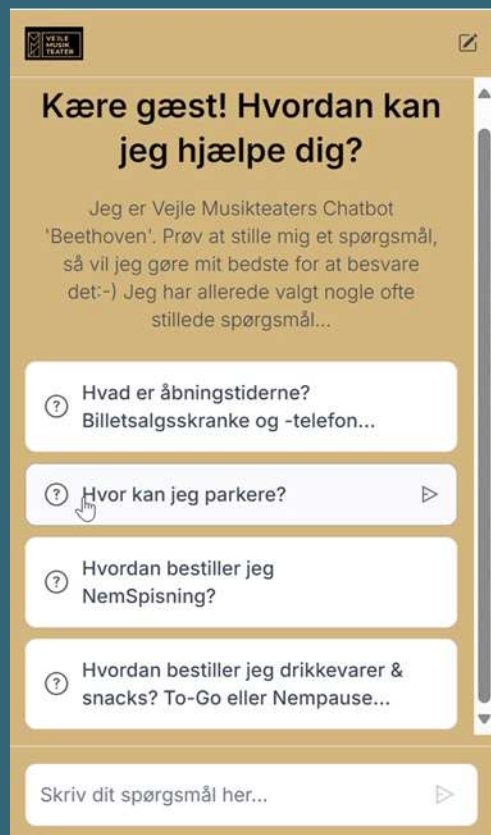 VEJLE
MUSIK
TEATER
Kære gæst! Hvordan kan
jeg hjælpe dig?
Jeg er Vejle Musikteaters Chatbot
'Beethoven'. Prøv at stille mig et spørgsmål,
så vil jeg gøre mit bedste for at besvare
det:-) Jeg har allerede valgt nogle ofte
stillede spørgsmål...
Hvad er åbningstiderne?
Billetsalgsskranke og -telefon...
Hvor kan jeg parkere?
Hvordan bestiller jeg
NemSpisning?
Hvordan bestiller jeg drikkevarer &
snacks? To-Go eller Nempause...
Skriv dit spørgsmål her...